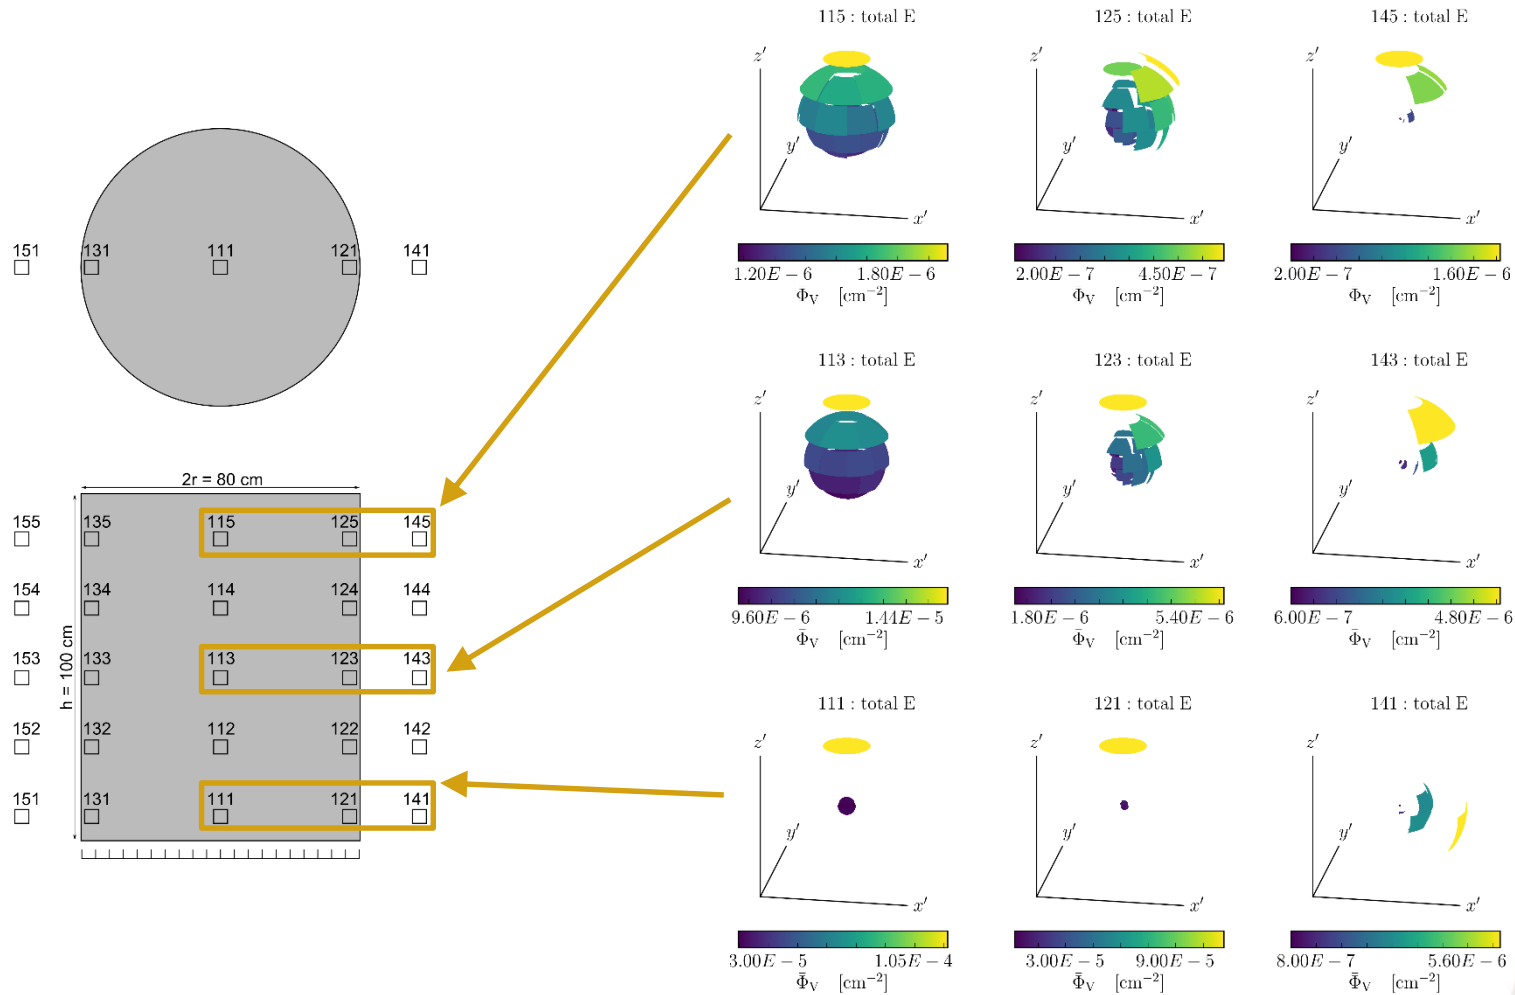 151
131
111
121
141
2r = 80 cm
h = 100 cm
155
135
115
125
145
154
134
114
124
144
153
133
113
123
143
152
132
112
122
142
151
131
111
121
141
115 : total E
z′
y′
x′
1.20E − 6
1.80E − 6
Φ_V [cm⁻²]
125 : total E
z′
y′
x′
2.00E − 7
4.50E − 7
Φ_V [cm⁻²]
145 : total E
z′
y′
x′
2.00E − 7
1.60E − 6
Φ_V [cm⁻²]
113 : total E
z′
y′
x′
9.60E − 6
1.44E − 5
Φ̄_V [cm⁻²]
123 : total E
z′
y′
x′
1.80E − 6
5.40E − 6
Φ̄_V [cm⁻²]
143 : total E
z′
y′
x′
6.00E − 7
4.80E − 6
Φ̄_V [cm⁻²]
111 : total E
z′
y′
x′
3.00E − 5
1.05E − 4
Φ̄_V [cm⁻²]
121 : total E
z′
y′
x′
3.00E − 5
9.00E − 5
Φ̄_V [cm⁻²]
141 : total E
z′
y′
x′
8.00E − 7
5.60E − 6
Φ̄_V [cm⁻²]